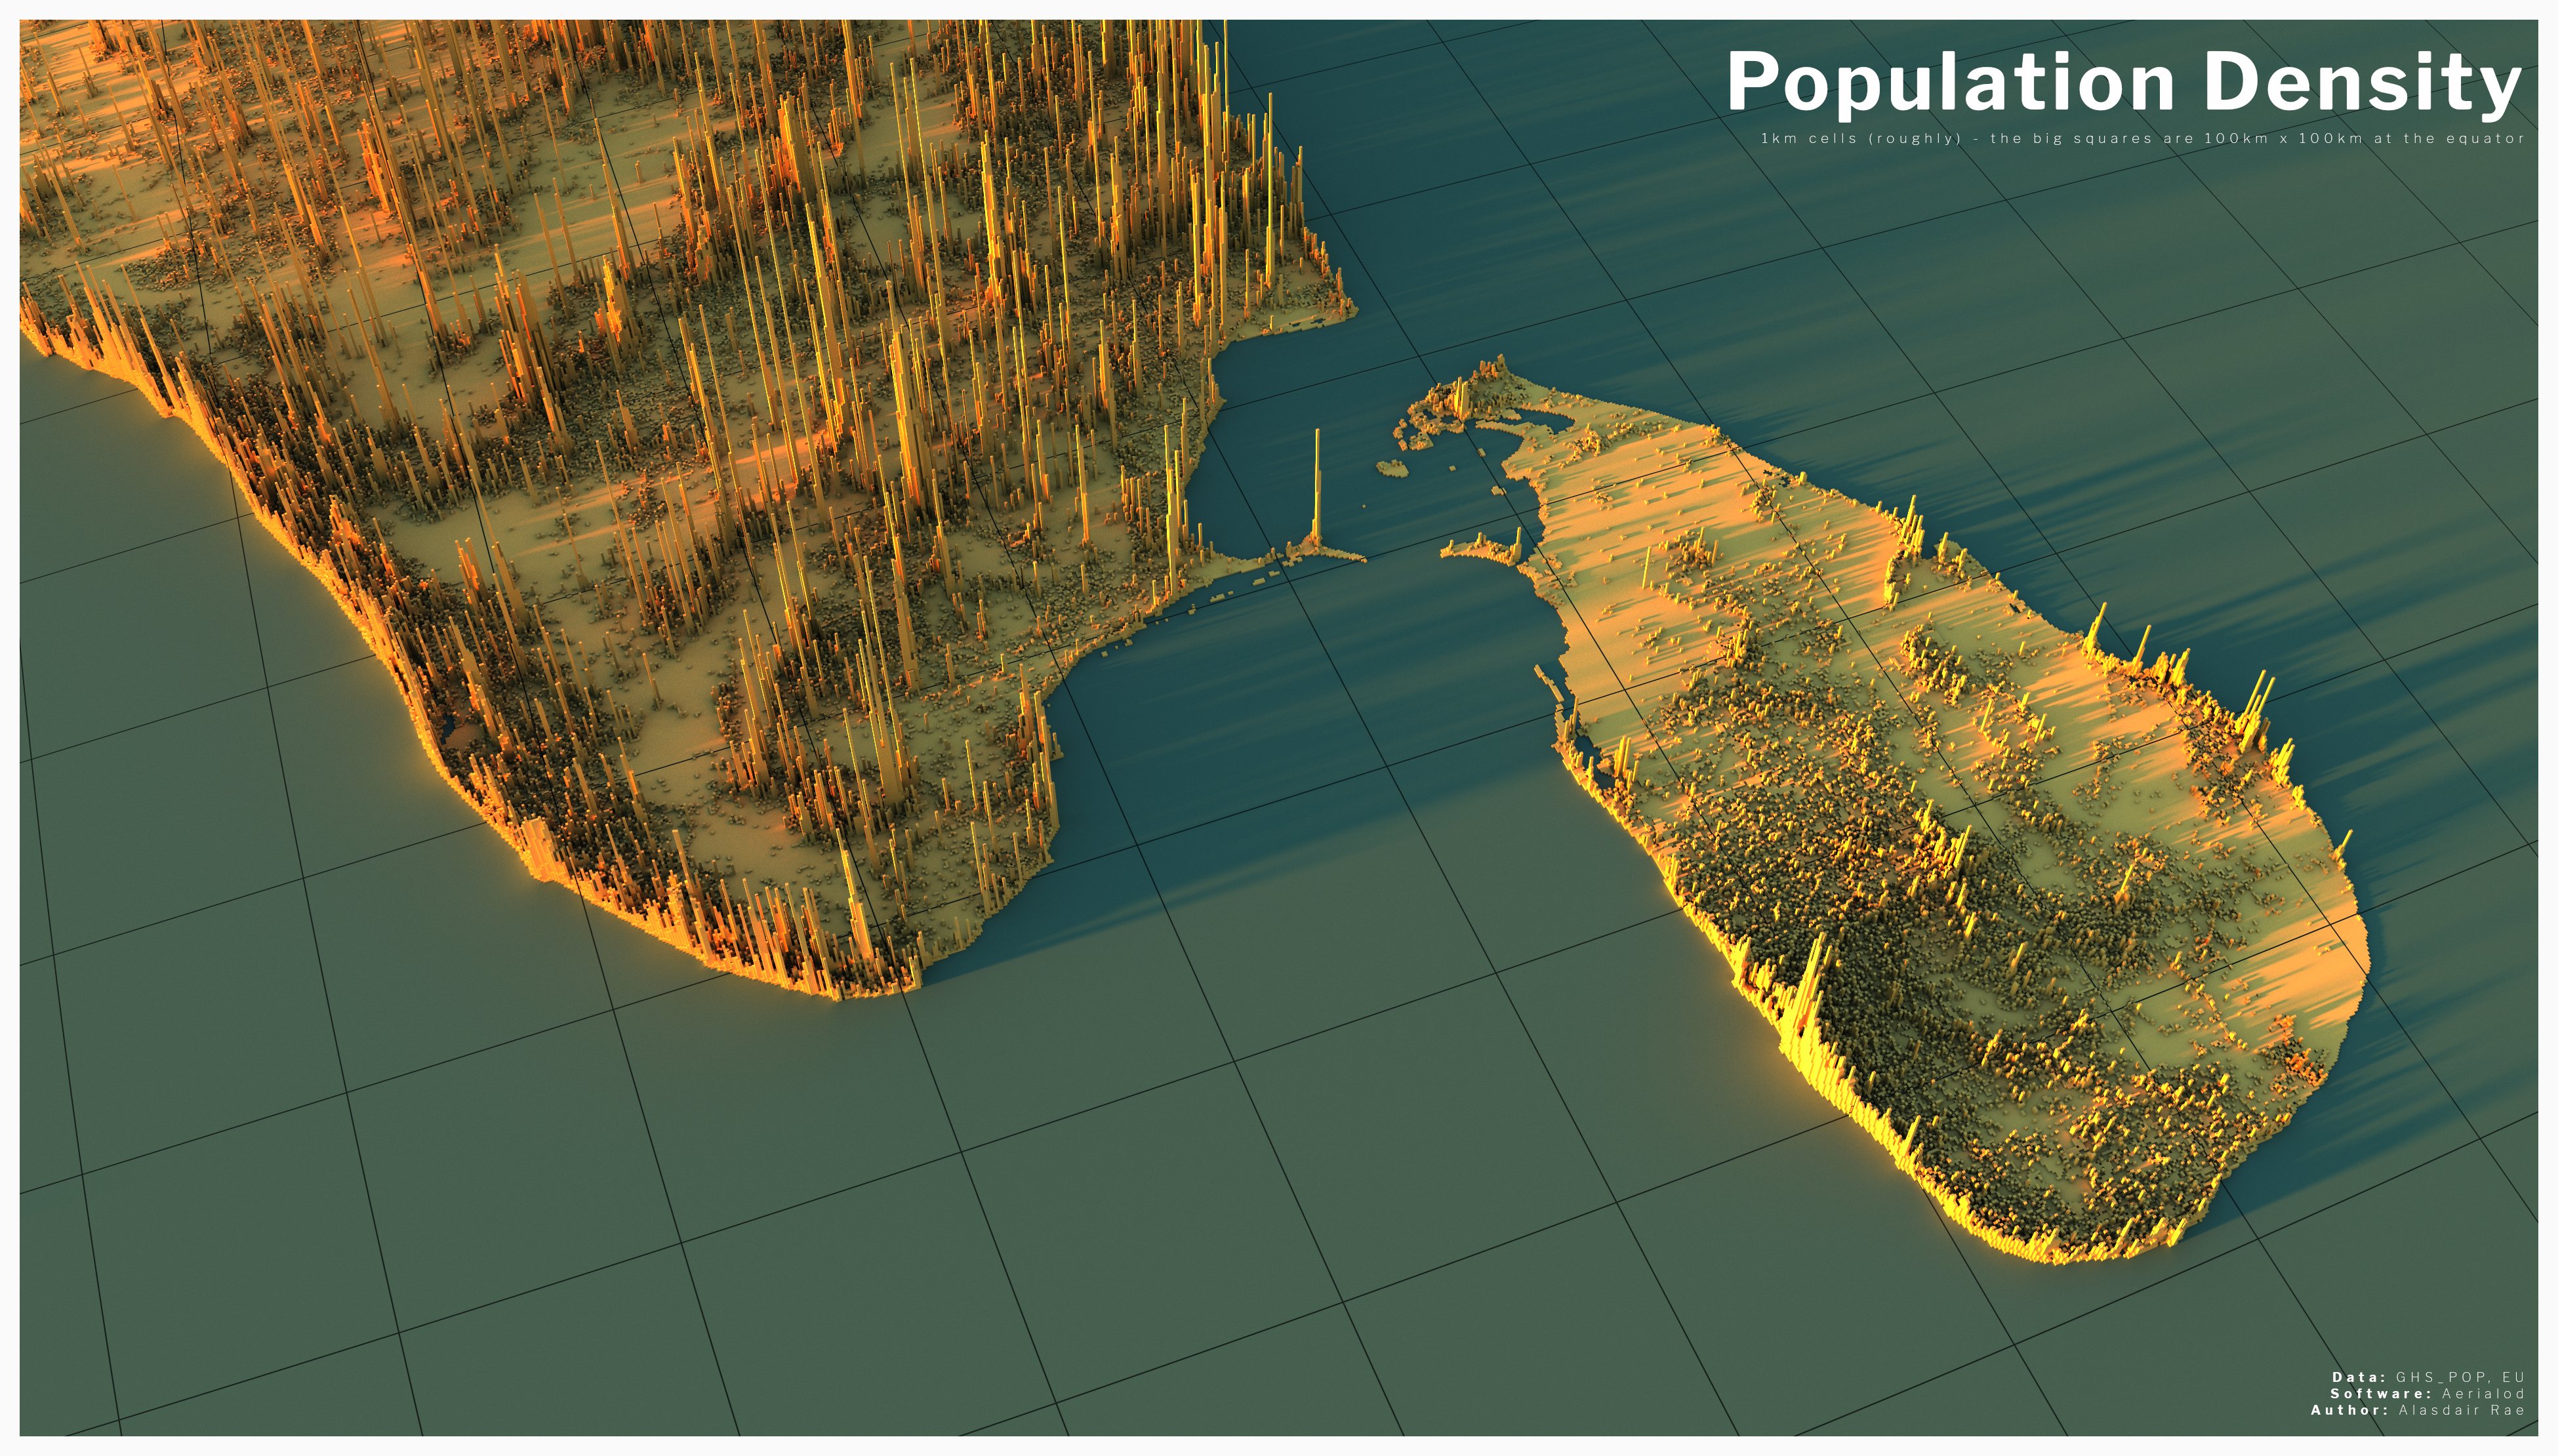 Population Density
1km cells (roughly) - the big squares are 100km x 100km at the equator
Data: GHS_POP, EU
Software: Aerialod
Author: Alasdair Rae